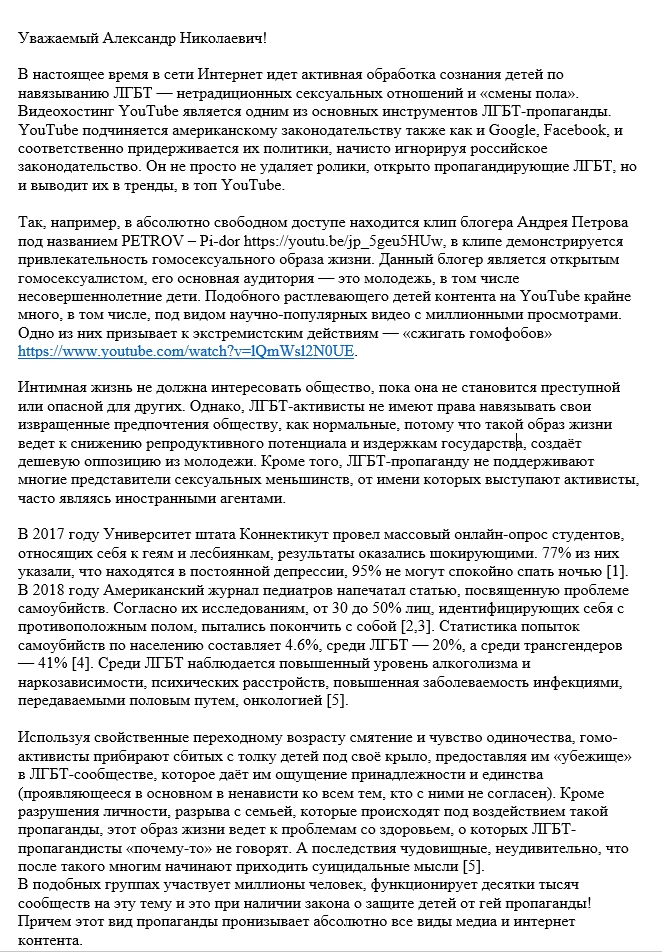 Уважаемый Александр Николаевич!
В настоящее время в сети Интернет идет активная обработка сознания детей по
навязыванию ЛГБТ — нетрадиционных сексуальных отношений и «смены пола».
Видеохостинг YouTube является одним из основных инструментов ЛГБТ-пропаганды.
YouTube подчиняется американскому законодательству также как и Google, Facebook, и
соответственно придерживается их политики, начисто игнорируя российское
законодательство. Он не просто не удаляет ролики, открыто пропагандирующие ЛГБТ, но
и выводит их в тренды, в топ YouTube.
Так, например, в абсолютно свободном доступе находится клип блогера Андрея Петрова
под названием PETROV – Pi-dor https://youtu.be/jp_5geu5HUw, в клипе демонстрируется
привлекательность гомосексуального образа жизни. Данный блогер является открытым
гомосексуалистом, его основная аудитория — это молодежь, в том числе
несовершеннолетние дети. Подобного растлевающего детей контента на YouTube крайне
много, в том числе, под видом научно-популярных видео с миллионными просмотрами.
Одно из них призывает к экстремистским действиям — «сжигать гомофобов»
https://www.youtube.com/watch?v=lQmWsl2N0UE.
Интимная жизнь не должна интересовать общество, пока она не становится преступной
или опасной для других. Однако, ЛГБТ-активисты не имеют права навязывать свои
извращенные предпочтения обществу, как нормальные, потому что такой образ жизни
ведет к снижению репродуктивного потенциала и издержкам государства, создаёт
дешевую оппозицию из молодежи. Кроме того, ЛГБТ-пропаганду не поддерживают
многие представители сексуальных меньшинств, от имени которых выступают активисты,
часто являясь иностранными агентами.
В 2017 году Университет штата Коннектикут провел массовый онлайн-опрос студентов,
относящих себя к геям и лесбиянкам, результаты оказались шокирующими. 77% из них
указали, что находятся в постоянной депрессии, 95% не могут спокойно спать ночью [1].
В 2018 году Американский журнал педиатров напечатал статью, посвященную проблеме
самоубийств. Согласно их исследованиям, от 30 до 50% лиц, идентифицирующих себя с
противоположным полом, пытались покончить с собой [2,3]. Статистика попыток
самоубийств по населению составляет 4.6%, среди ЛГБТ — 20%, а среди трансгендеров
— 41% [4]. Среди ЛГБТ наблюдается повышенный уровень алкоголизма и
наркозависимости, психических расстройств, повышенная заболеваемость инфекциями,
передаваемыми половым путем, онкологией [5].
Используя свойственные переходному возрасту смятение и чувство одиночества, гомо-
активисты прибирают сбитых с толку детей под своё крыло, предоставляя им «убежище»
в ЛГБТ-сообществе, которое даёт им ощущение принадлежности и единства
(проявляющееся в основном в ненависти ко всем тем, кто с ними не согласен). Кроме
разрушения личности, разрыва с семьей, которые происходят под воздействием такой
пропаганды, этот образ жизни ведет к проблемам со здоровьем, о которых ЛГБТ-
пропагандисты «почему-то» не говорят. А последствия чудовищные, неудивительно, что
после такого многим начинают приходить суицидальные мысли [5].
В подобных группах участвует миллионы человек, функционирует десятки тысяч
сообществ на эту тему и это при наличии закона о защите детей от гей пропаганды!
Причем этот вид пропаганды пронизывает абсолютно все виды медиа и интернет
контента.